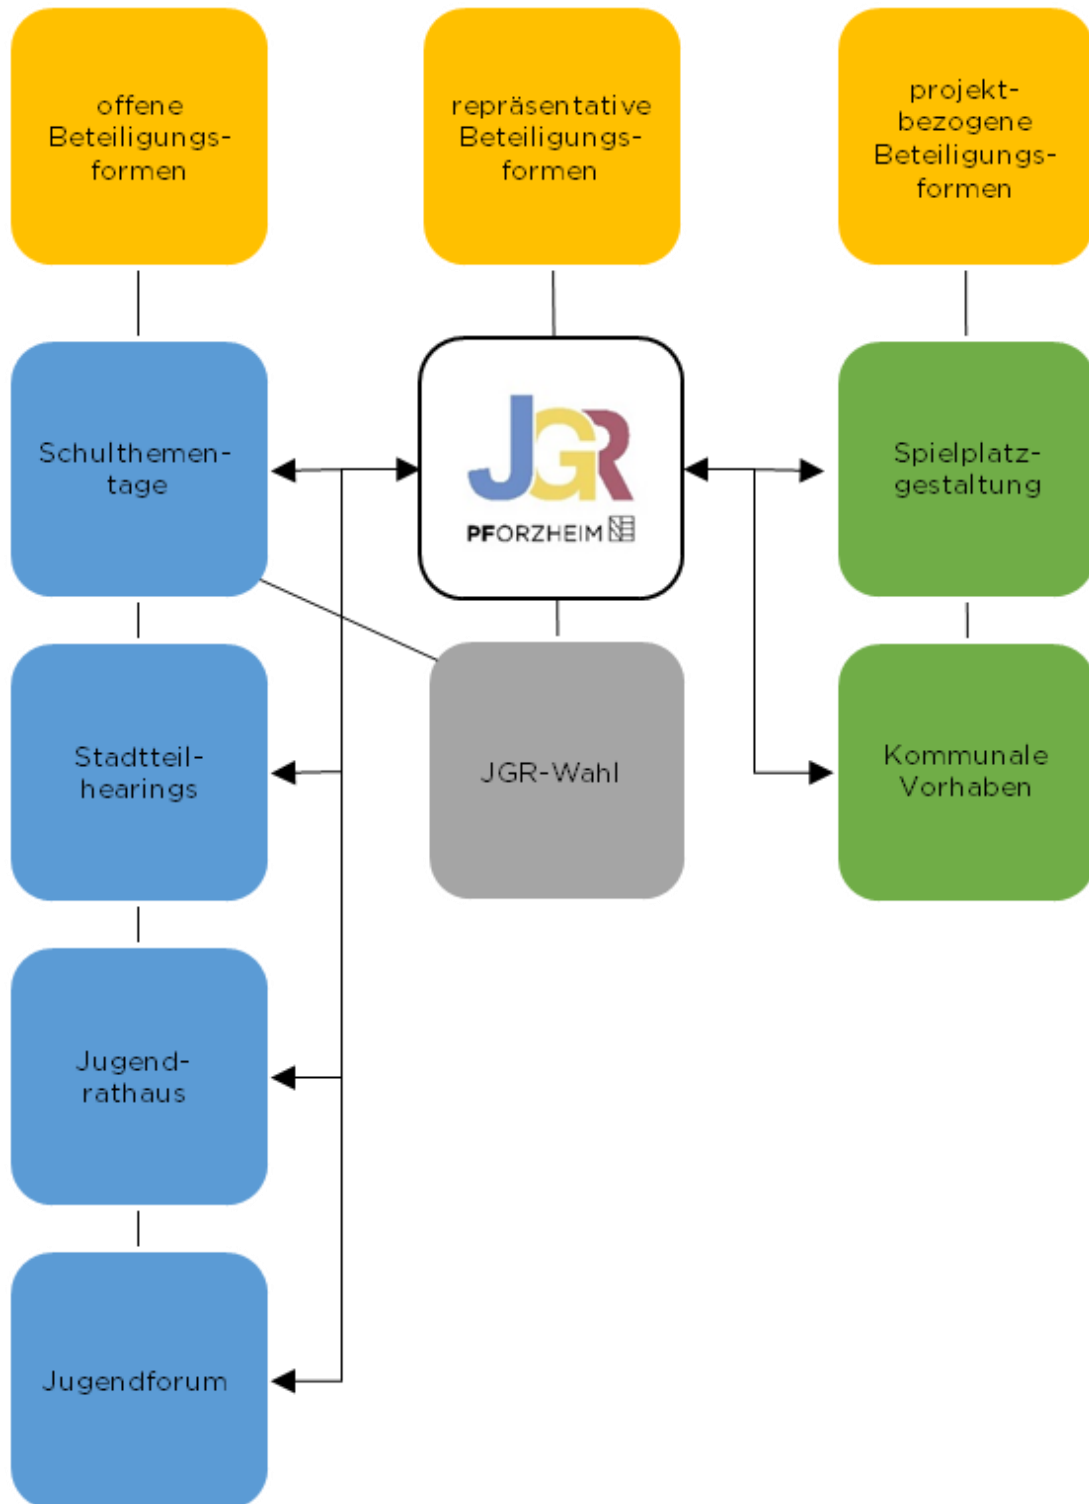 offene
Beteiligungs-
formen
repräsentative
Beteiligungs-
formen
projekt-
bezogene
Beteiligungs-
formen
Schulthemen-
tage
JGR
PFORZHEIM
Spielplatz-
gestaltung
Stadtteil-
hearings
JGR-Wahl
Kommunale
Vorhaben
Jugend-
rathaus
Jugendforum